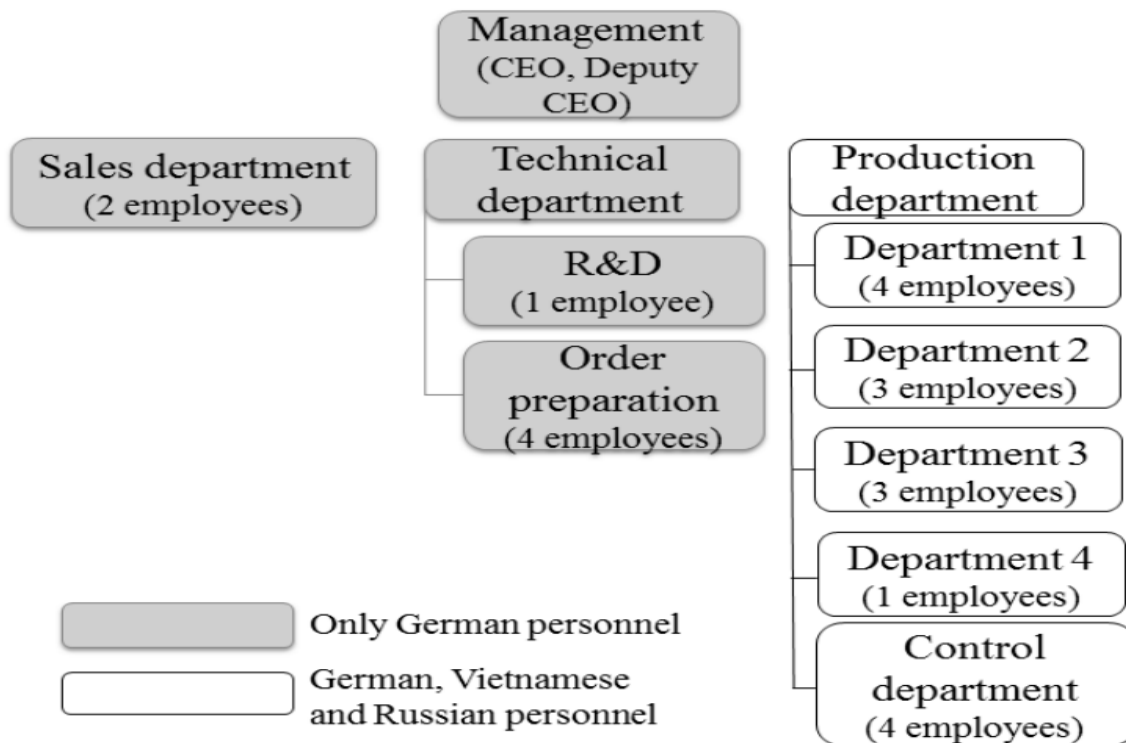 Management
(CEO, Deputy
CEO)
Sales department
(2 employees)
Technical
department
R&D
(1 employee)
Order
preparation
(4 employees)
Production
department
Department 1
(4 employees)
Department 2
(3 employees)
Department 3
(3 employees)
Department 4
(1 employees)
Control
department
(4 employees)
Only German personnel
German, Vietnamese
and Russian personnel